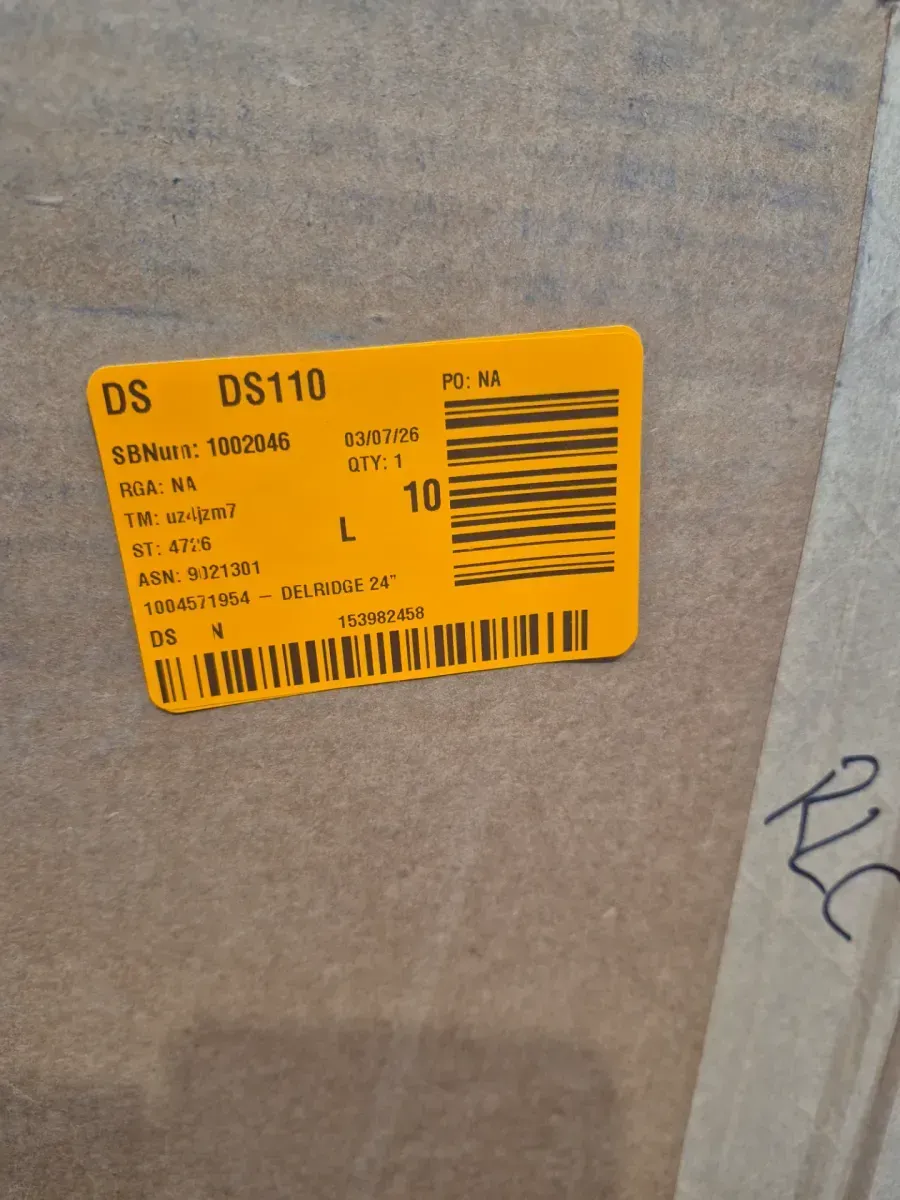 DS DS110 PO: NA
SBNum: 1002046 03/07/26
RGA: NA QTY: 1
TM: uz4jzm7 L 10
ST: 4726
ASN: 9021301
1004571954 – DELRIDGE 24"
DS N 153982458
RLC